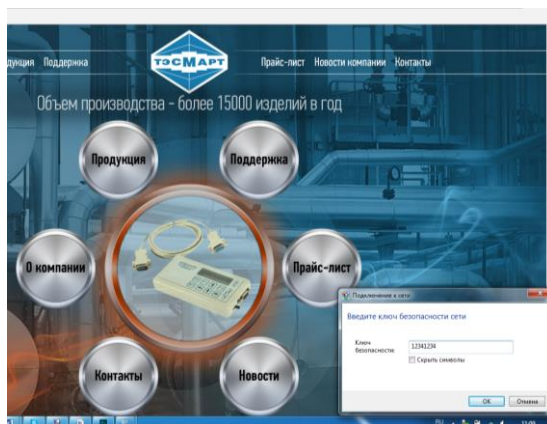 дукция Поддержка
ТЭСМАРТ
Прайс-лист Новости компании Контакты
Объем производства - более 15000 изделий в год
Продукция
Поддержка
О компании
Прайс-лист
Контакты
Новости
Подключение к сети
Введите ключ безопасности сети
Ключ безопасности:
12341234
Скрыть символы
ОК Отмена
RU